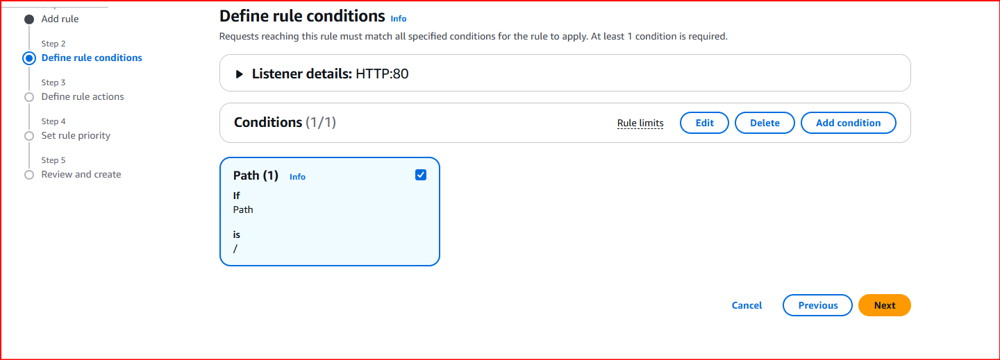 Add rule
Step 2
Define rule conditions
Step 3
Define rule actions
Step 4
Set rule priority
Step 5
Review and create
Define rule conditions Info
Requests reaching this rule must match all specified conditions for the rule to apply. At least 1 condition is required.
Listener details: HTTP:80
Conditions (1/1) Rule limits Edit Delete Add condition
Path (1) Info
If
Path
is
/
Cancel Previous Next